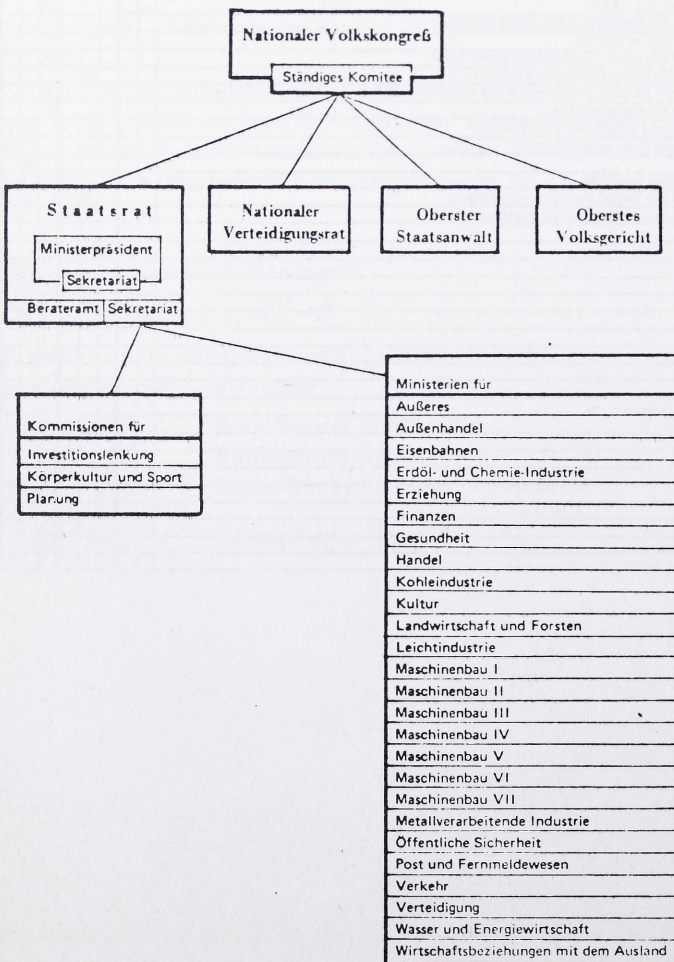 Nationaler Volkskongreß
Ständiges Komitee
Staatsrat
Ministerpräsident
Sekretariat
Berateramt Sekretariat
Nationaler
Verteidigungsrat
Oberster
Staatsanwalt
Oberstes
Volksgericht
Kommissionen für
Investitionslenkung
Körperkultur und Sport
Planung
Ministerien für
Äußeres
Außenhandel
Eisenbahnen
Erdöl- und Chemie-Industrie
Erziehung
Finanzen
Gesundheit
Handel
Kohleindustrie
Kultur
Landwirtschaft und Forsten
Leichtindustrie
Maschinenbau I
Maschinenbau II
Maschinenbau III
Maschinenbau IV
Maschinenbau V
Maschinenbau VI
Maschinenbau VII
Metallverarbeitende Industrie
Öffentliche Sicherheit
Post und Fernmeldewesen
Verkehr
Verteidigung
Wasser und Energiewirtschaft
Wirtschaftsbeziehungen mit dem Ausland